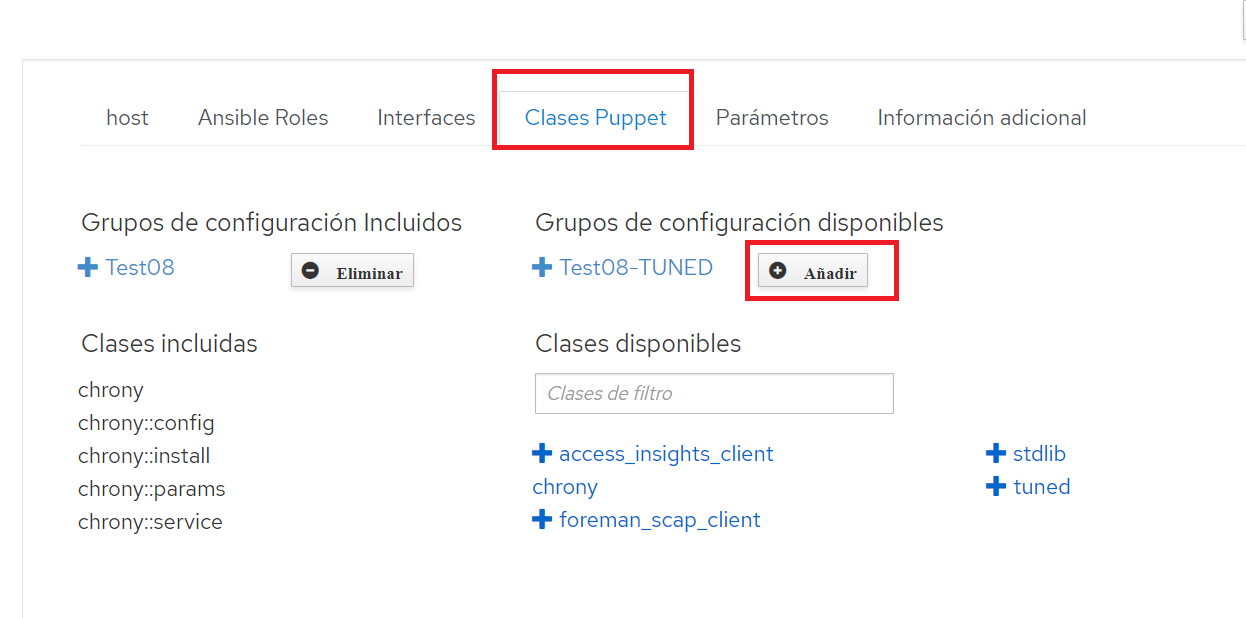 host Ansible Roles Interfaces Clases Puppet Parámetros Información adicional
Grupos de configuración Incluidos
Test08 Eliminar
Grupos de configuración disponibles
Test08-TUNED Añadir
Clases incluidas
chrony
chrony::config
chrony::install
chrony::params
chrony::service
Clases disponibles
Clases de filtro
access_insights_client
chrony
foreman_scap_client
stdlib
tuned